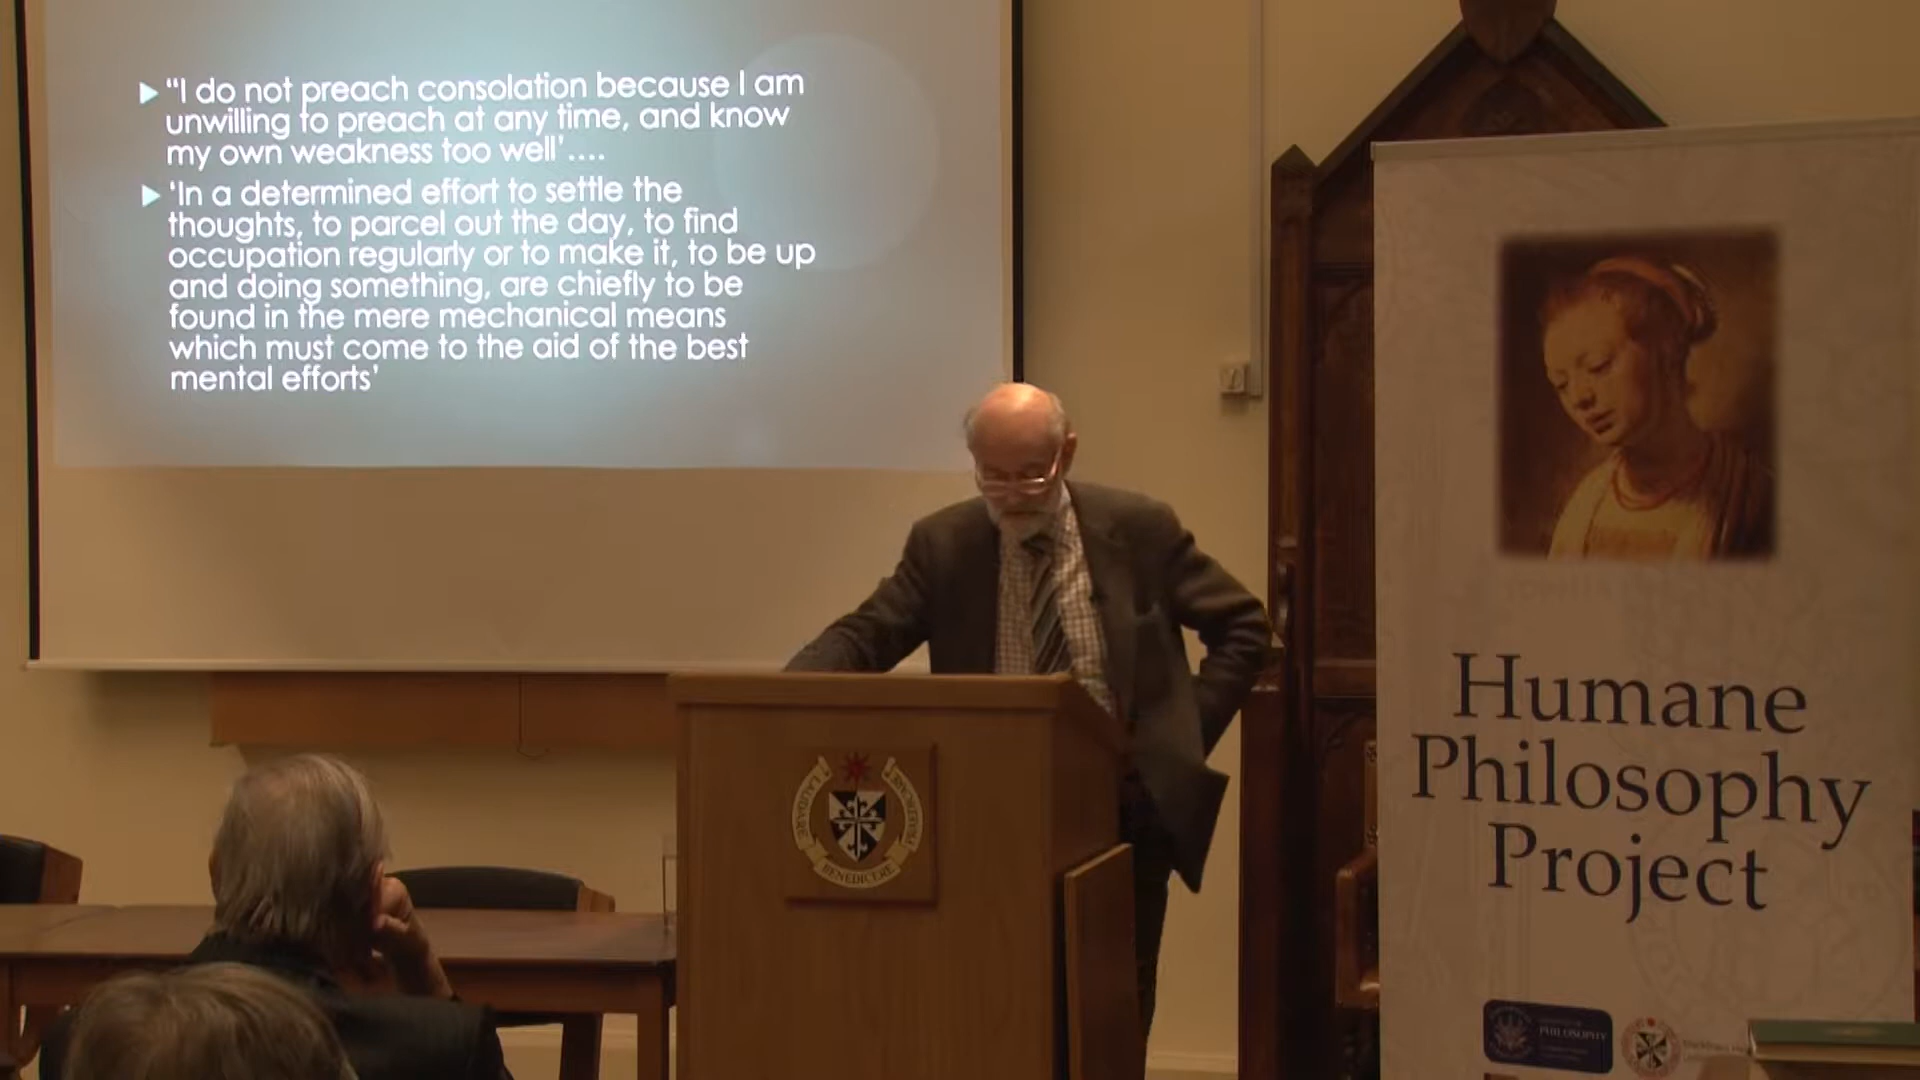 “I do not preach consolation because I am
unwilling to preach at any time, and know
my own weakness too well’....
‘In a determined effort to settle the
thoughts, to parcel out the day, to find
occupation regularly or to make it, to be up
and doing something, are chiefly to be
found in the mere mechanical means
which must come to the aid of the best
mental efforts’
LAUDARE
BENEDICERE
PRAEDICARE
Humane
Philosophy
Project
PHILOSOPHY